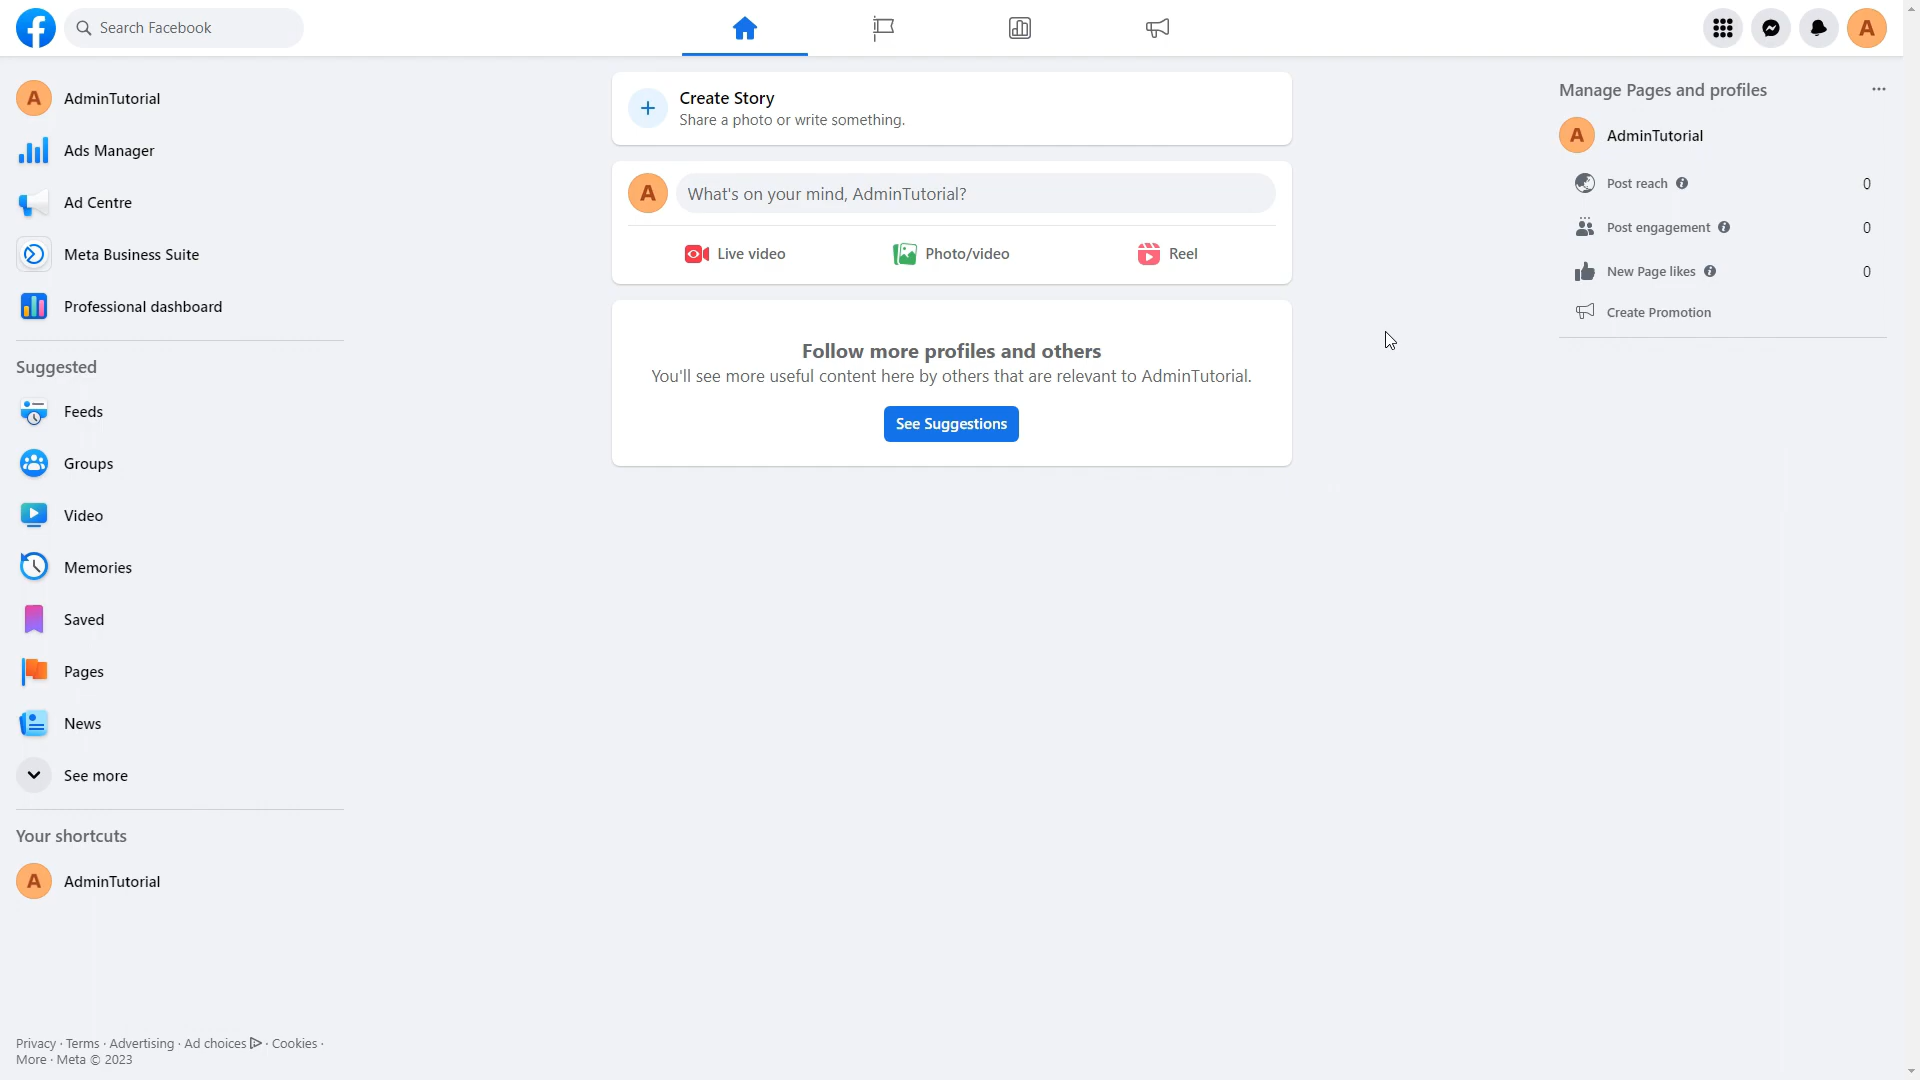 Search Facebook
A
A AdminTutorial
Ads Manager
Ad Centre
Meta Business Suite
Professional dashboard
Suggested
Feeds
Groups
Video
Memories
Saved
Pages
News
See more
Your shortcuts
A AdminTutorial
Privacy · Terms · Advertising · Ad choices · Cookies ·
More · Meta © 2023
Create Story
Share a photo or write something.
A What's on your mind, AdminTutorial?
Live video Photo/video Reel
Follow more profiles and others
You'll see more useful content here by others that are relevant to AdminTutorial.
See Suggestions
Manage Pages and profiles
A AdminTutorial
Post reach 0
Post engagement 0
New Page likes 0
Create Promotion